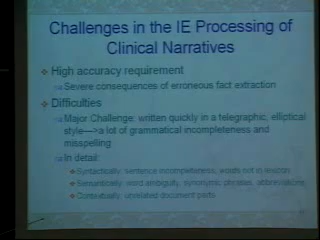 Challenges in the IE Processing of
Clinical Narratives
High accuracy requirement
Severe consequences of erroneous fact extraction
Difficulties
Major Challenge: written quickly in a telegraphic, elliptical
style—>a lot of grammatical incompleteness and
misspelling
In detail:
Syntactically: sentence incompleteness, words not in lexicon
Semantically: word ambiguity, synonymic phrases, abbreviations
Contextually: unrelated document parts